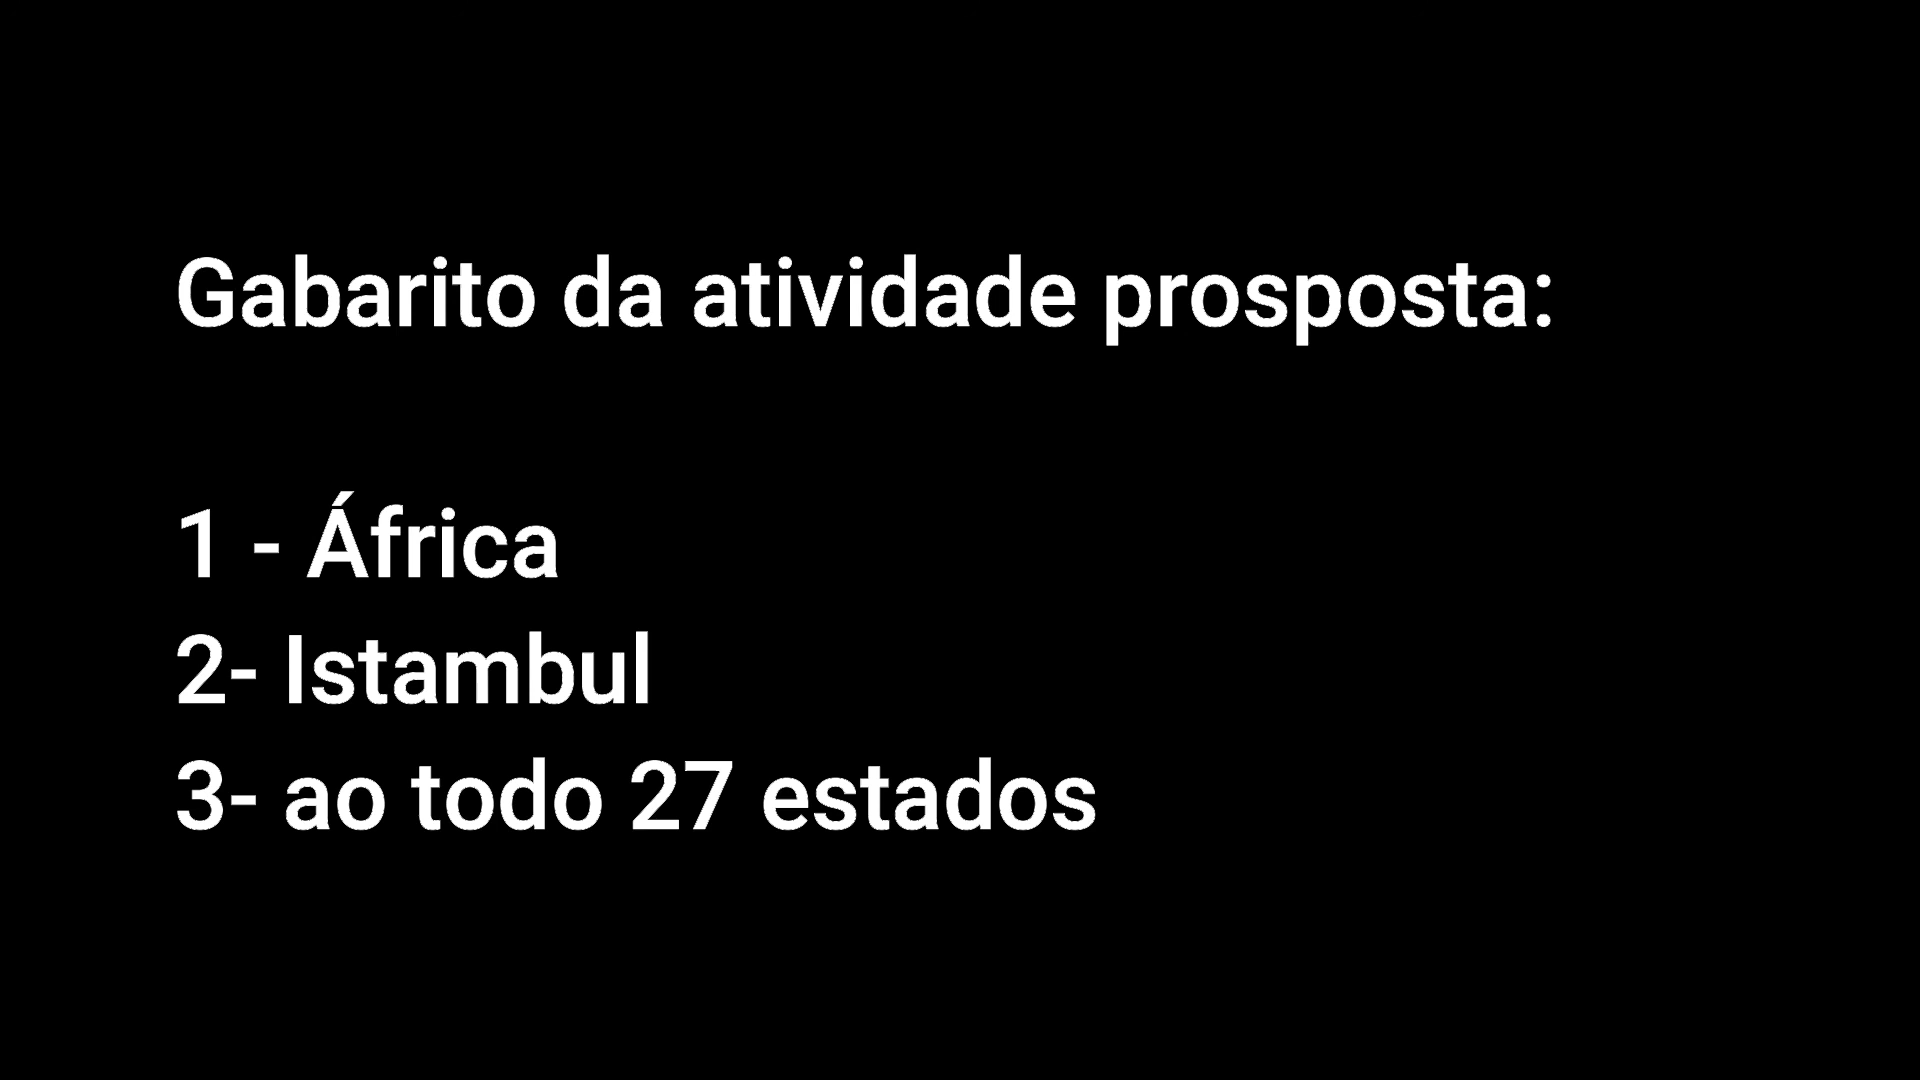 Gabarito da atividade prosposta:
1 - África
2- Istambul
3- ao todo 27 estados